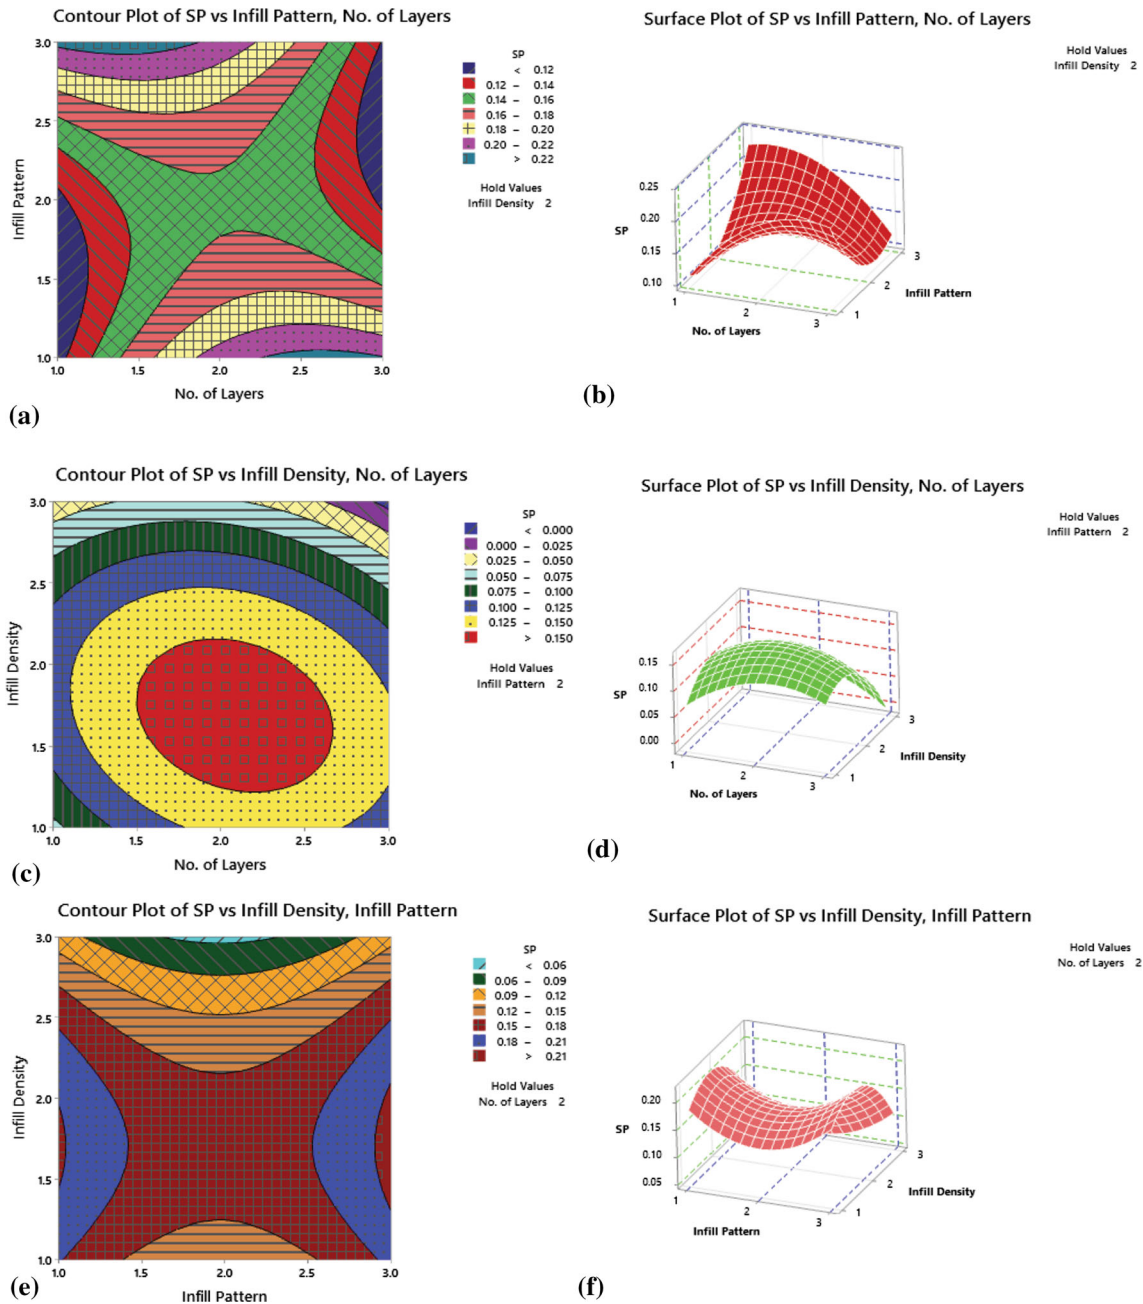 Contour Plot of SP vs Infill Pattern, No. of Layers
3.0
2.5
2.0
1.5
1.0
Infill Pattern
1.0 1.5 2.0 2.5 3.0
No. of Layers
SP
< 0.12
0.12 – 0.14
0.14 – 0.16
0.16 – 0.18
0.18 – 0.20
0.20 – 0.22
> 0.22
Hold Values
Infill Density 2
(a)
Surface Plot of SP vs Infill Pattern, No. of Layers
Hold Values
Infill Density 2
0.25
0.20
SP
0.15
0.10
1
2
3
No. of Layers
3
2
1
Infill Pattern
(b)
Contour Plot of SP vs Infill Density, No. of Layers
3.0
2.5
2.0
1.5
1.0
Infill Density
1.0 1.5 2.0 2.5 3.0
No. of Layers
SP
< 0.000
0.000 – 0.025
0.025 – 0.050
0.050 – 0.075
0.075 – 0.100
0.100 – 0.125
0.125 – 0.150
> 0.150
Hold Values
Infill Pattern 2
(c)
Surface Plot of SP vs Infill Density, No. of Layers
Hold Values
Infill Pattern 2
0.15
0.10
SP
0.05
0.00
1
2
3
No. of Layers
3
2
1
Infill Density
(d)
Contour Plot of SP vs Infill Density, Infill Pattern
3.0
2.5
2.0
1.5
1.0
Infill Density
1.0 1.5 2.0 2.5 3.0
Infill Pattern
SP
< 0.06
0.06 – 0.09
0.09 – 0.12
0.12 – 0.15
0.15 – 0.18
0.18 – 0.21
> 0.21
Hold Values
No. of Layers 2
(e)
Surface Plot of SP vs Infill Density, Infill Pattern
Hold Values
No. of Layers 2
0.20
SP
0.15
0.10
0.05
1
2
3
Infill Pattern
3
2
1
Infill Density
(f)